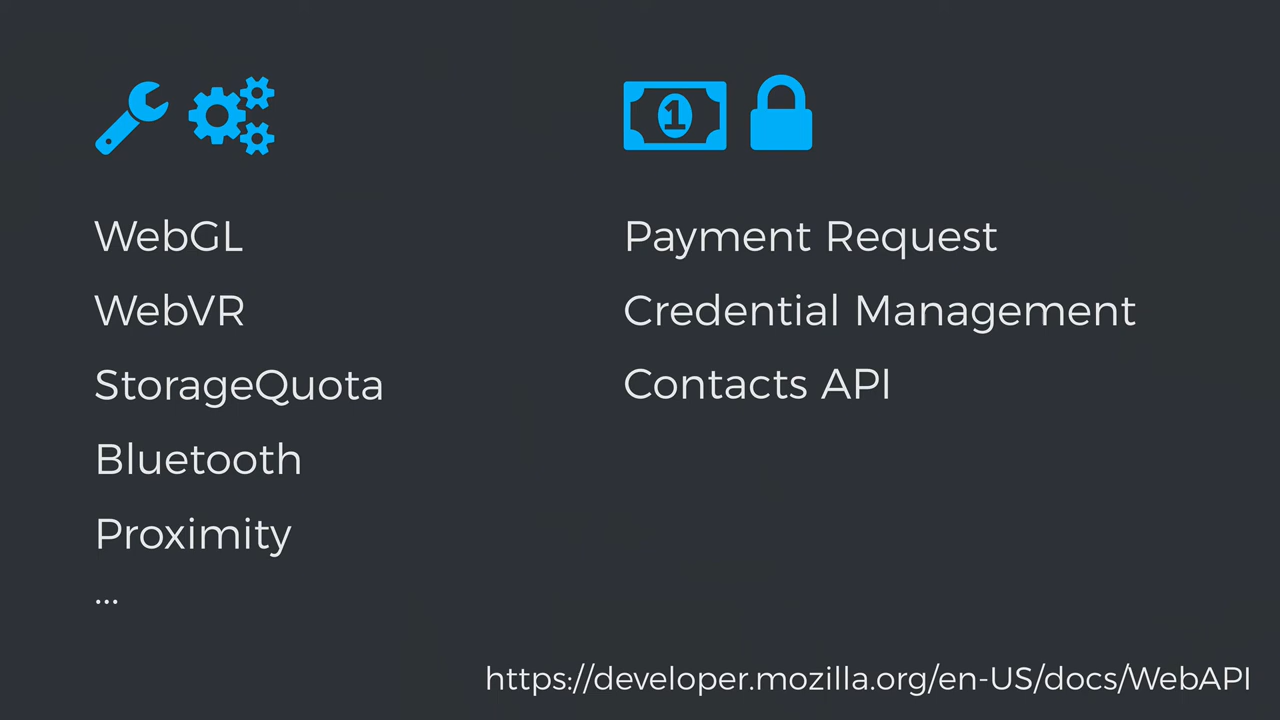 WebGL
WebVR
StorageQuota
Bluetooth
Proximity
...
1
Payment Request
Credential Management
Contacts API
https://developer.mozilla.org/en-US/docs/WebAPI